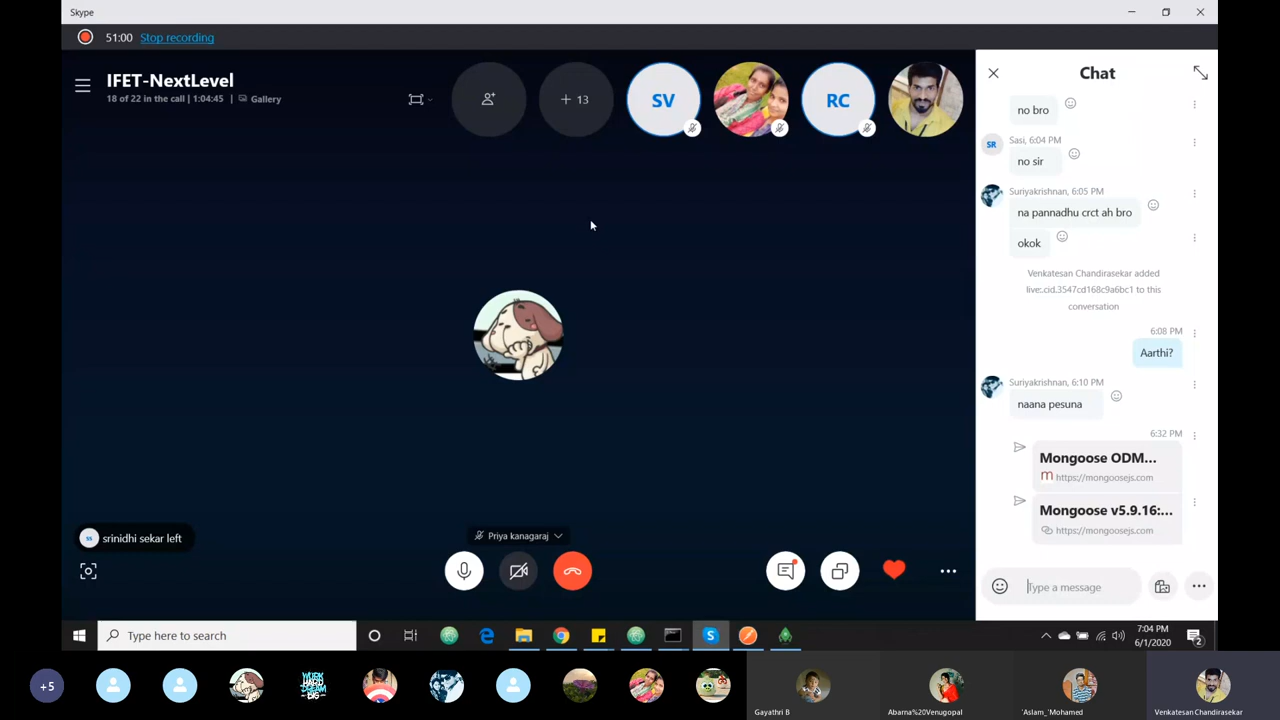 Skype
51:00 Stop recording
IFET-NextLevel
18 of 22 in the call | 1:04:45 | Gallery
+ 13
SV
RC
Chat
no bro
SR
Sasi, 6:04 PM
no sir
Suriyakrishnan, 6:05 PM
na pannadhu crct ah bro
okok
Venkatesan Chandirasekar added
live:.cid.3547cd168c9a6bc1 to this
conversation
6:08 PM
Aarthi?
Suriyakrishnan, 6:10 PM
naana pesuna
6:32 PM
Mongoose ODM...
m https://mongoosejs.com
Mongoose v5.9.16:...
https://mongoosejs.com
ss srinidhi sekar left
Priya kanagaraj
Type a message
Type here to search
7:04 PM
6/1/2020
2
+5
Gayathri B
Abarna%20Venugopal
'Aslam_'Mohamed
Venkatesan Chandirasekar